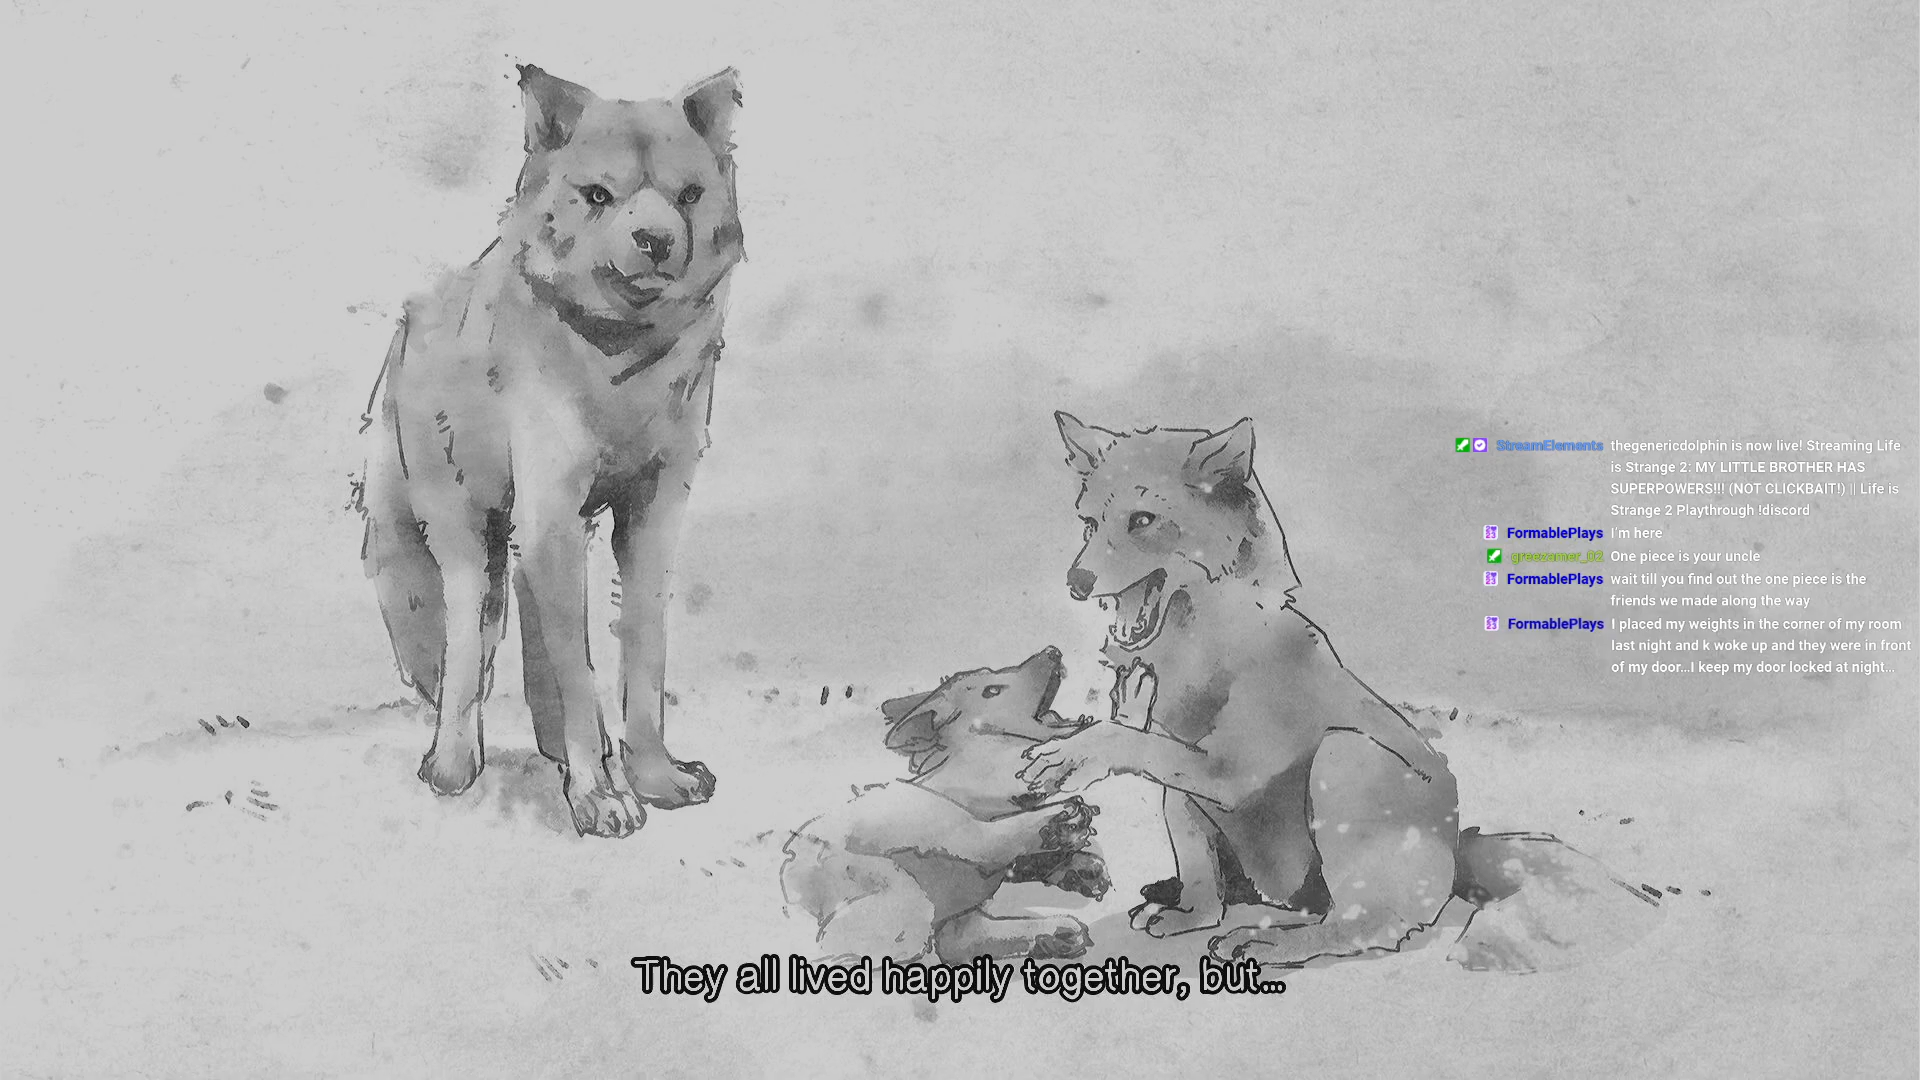 StreamElements thegenericdolphin is now live! Streaming Life
is Strange 2: MY LITTLE BROTHER HAS
SUPERPOWERS!!! (NOT CLICKBAIT!) || Life is
Strange 2 Playthrough !discord
FormablePlays I'm here
greezamer_02 One piece is your uncle
FormablePlays wait till you find out the one piece is the
friends we made along the way
FormablePlays I placed my weights in the corner of my room
last night and k woke up and they were in front
of my door...I keep my door locked at night...
They all lived happily together, but...